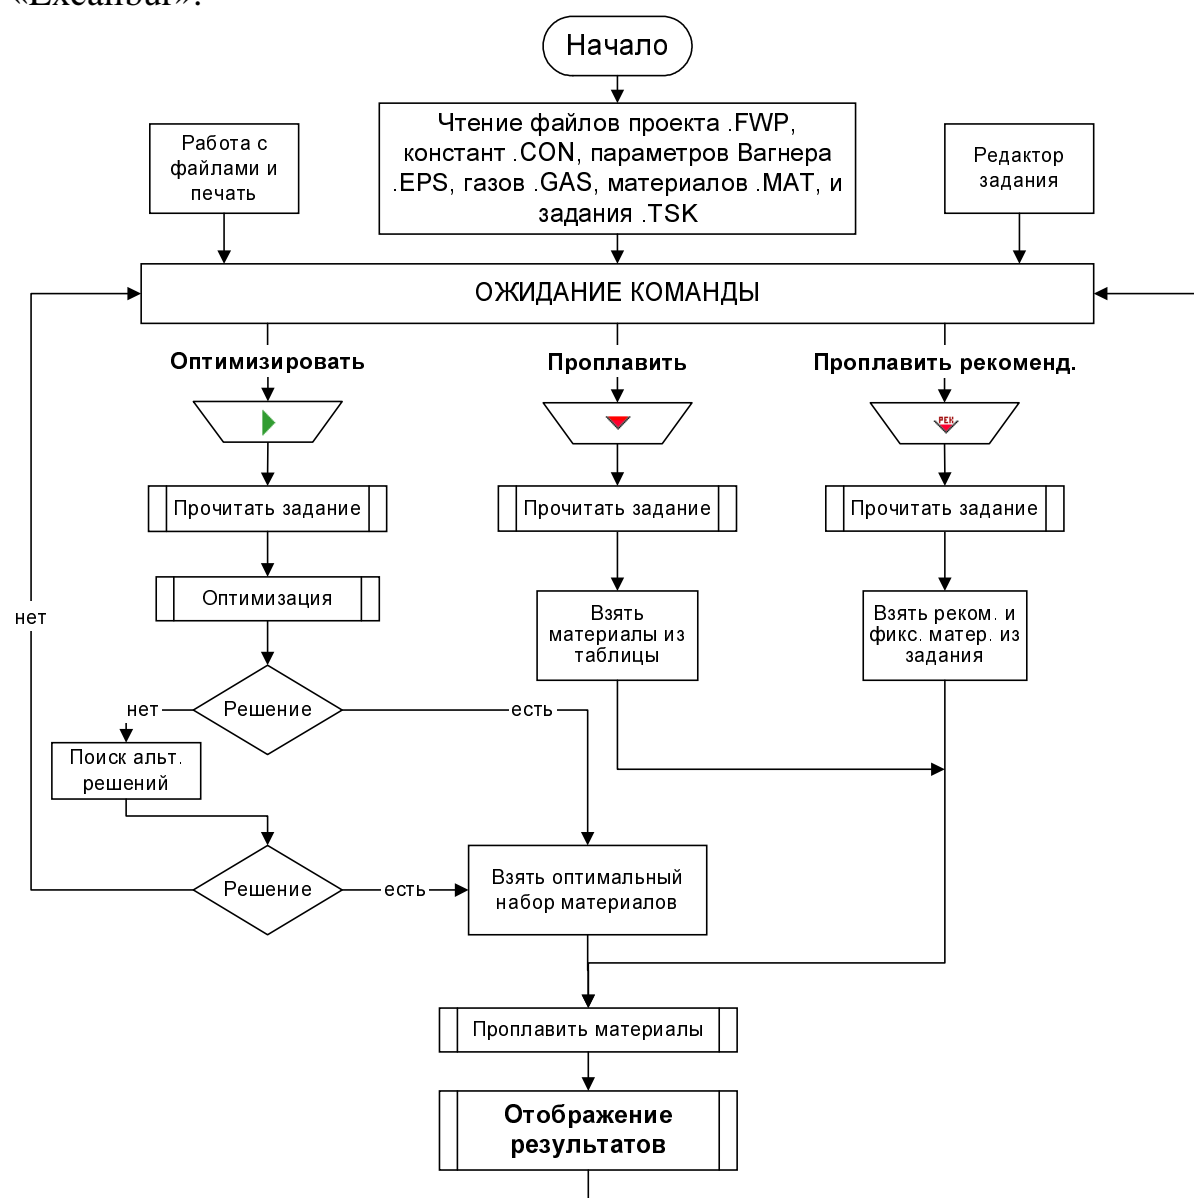 «Excalibur».
Начало
Чтение файлов проекта .FWP,
констант .CON, параметров Вагнера
.EPS, газов .GAS, материалов .MAT, и
задания .TSK
Работа с
файлами и
печать
Редактор
задания
ОЖИДАНИЕ КОМАНДЫ
Оптимизировать
Проплавить
Проплавить рекоменд.
РЕК
Прочитать задание
Прочитать задание
Прочитать задание
Оптимизация
Взять
материалы из
таблицы
Взять реком. и
фикс. матер. из
задания
нет
Решение
нет
есть
Поиск альт.
решений
Решение
есть
Взять оптимальный
набор материалов
Проплавить материалы
Отображение
результатов